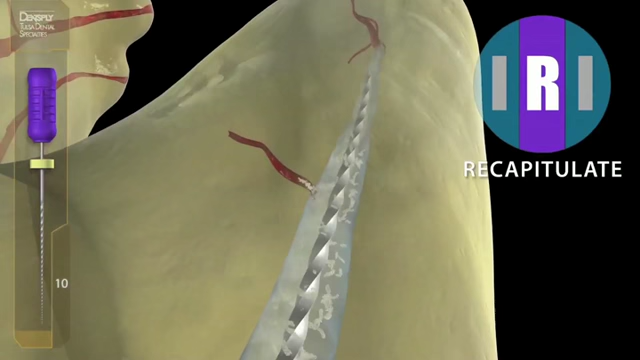 DENTSPLY
TULSA DENTAL
SPECIALTIES
IRI
RECAPITULATE
10